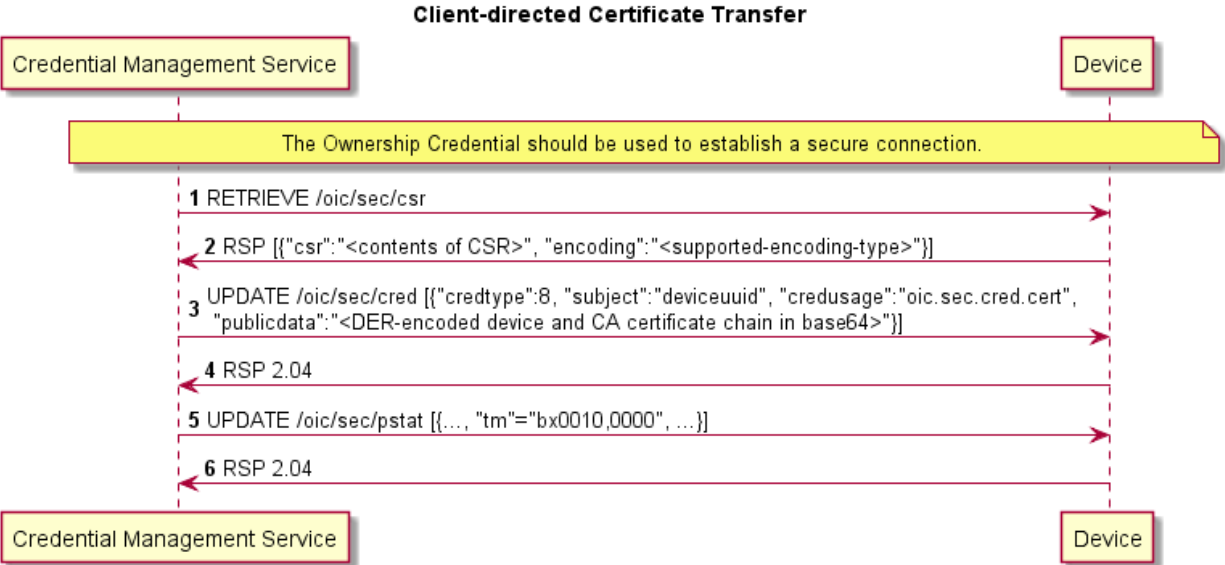 Client-directed Certificate Transfer
Credential Management Service
Device
The Ownership Credential should be used to establish a secure connection.
1 RETRIEVE /oic/sec/csr
2 RSP [{"csr":"<contents of CSR>", "encoding":"<supported-encoding-type>"}]
3 UPDATE /oic/sec/cred [{"credtype":8, "subject":"deviceuuid", "credusage":"oic.sec.cred.cert",
"publicdata":"<DER-encoded device and CA certificate chain in base64>"}]
4 RSP 2.04
5 UPDATE /oic/sec/pstat [{..., "tm"="bx0010,0000", ...}]
6 RSP 2.04
Credential Management Service
Device